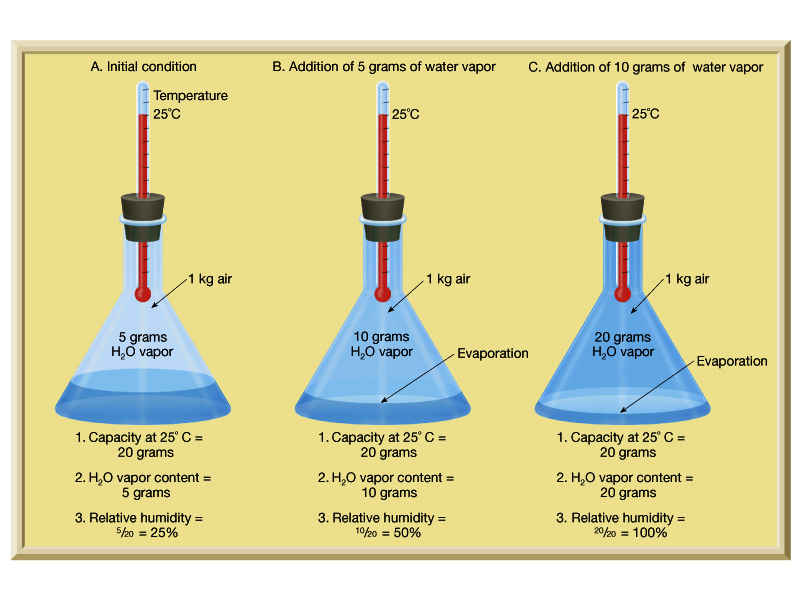 A. Initial condition
Temperature
25°C
1 kg air
5 grams
H₂O vapor
1. Capacity at 25° C =
20 grams
2. H₂O vapor content =
5 grams
3. Relative humidity =
5/20 = 25%
B. Addition of 5 grams of water vapor
25°C
1 kg air
10 grams
H₂O vapor
Evaporation
1. Capacity at 25° C =
20 grams
2. H₂O vapor content =
10 grams
3. Relative humidity =
10/20 = 50%
C. Addition of 10 grams of water vapor
25°C
1 kg air
20 grams
H₂O vapor
Evaporation
1. Capacity at 25° C =
20 grams
2. H₂O vapor content =
20 grams
3. Relative humidity =
20/20 = 100%